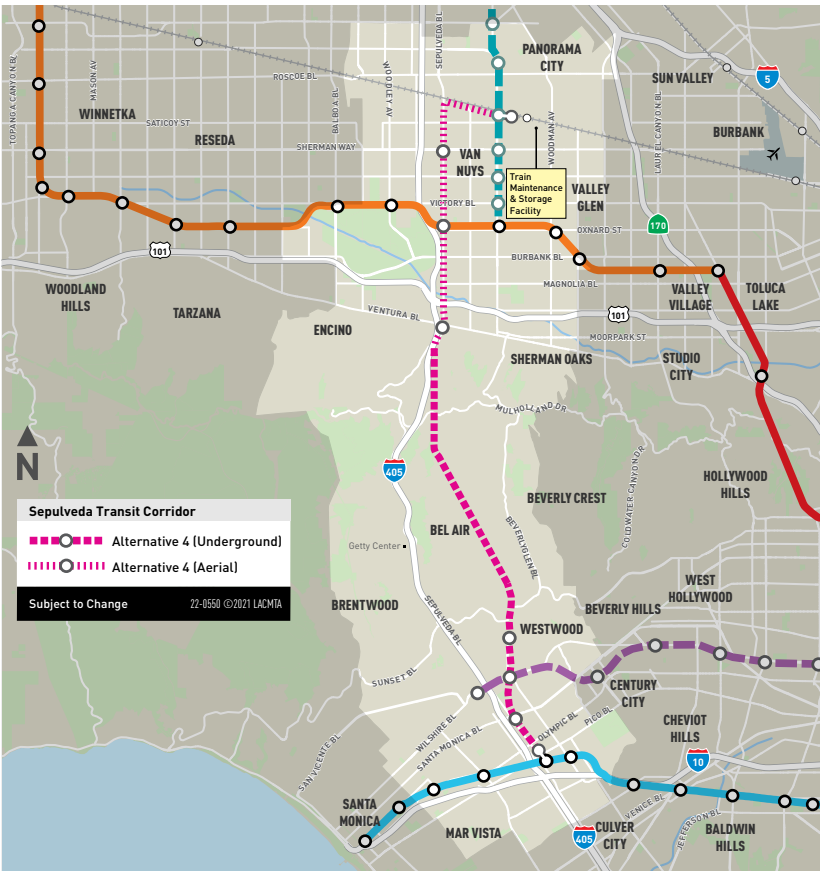 SEPULVEDA BL
PANORAMA
CITY
SUN VALLEY
5
TOPANGA CANYON BL
MASON AV
ROSCOE BL
WOODLEY AV
BALBOA BL
WINNETKA
SATICOY ST
RESEDA
SHERMAN WAY
VAN
NUYS
WOODMAN AV
LAUREL CANYON BL
BURBANK
Train
Maintenance
& Storage
Facility
VALLEY
GLEN
VICTORY BL
OXNARD ST
170
101
BURBANK BL
MAGNOLIA BL
WOODLAND
HILLS
TARZANA
VENTURA BL
ENCINO
VALLEY
VILLAGE
TOLUCA
LAKE
101
MOORPARK ST
SHERMAN OAKS
STUDIO
CITY
MULHOLLAND DR
N
405
COLDWATER CANYON DR
HOLLYWOOD
HILLS
BEVERLY CREST
Sepulveda Transit Corridor
Alternative 4 (Underground)
Alternative 4 (Aerial)
Subject to Change
22-0550 ©2021 LACMTA
BEL AIR
BEVERLY GLEN BL
Getty Center
WEST
HOLLYWOOD
BRENTWOOD
SEPULVEDA BL
BEVERLY HILLS
WESTWOOD
SUNSET BL
CENTURY
CITY
WILSHIRE BL
SANTA MONICA BL
OLYMPIC BL
PICO BL
CHEVIOT
HILLS
10
SAN VICENTE BL
SANTA
MONICA
MAR VISTA
405
CULVER
CITY
VENICE BL
JEFFERSON BL
BALDWIN
HILLS